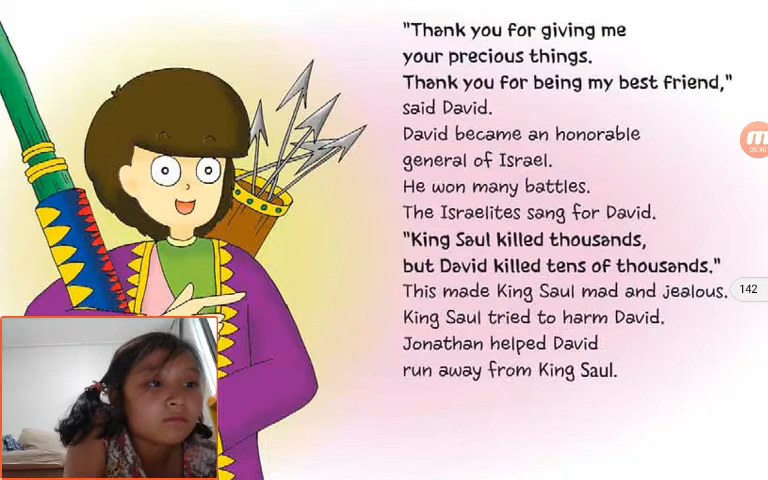 "Thank you for giving me
your precious things.
Thank you for being my best friend,"
said David.
David became an honorable
general of Israel.
He won many battles.
The Israelites sang for David.
"King Saul killed thousands,
but David killed tens of thousands."
This made King Saul mad and jealous.
King Saul tried to harm David.
Jonathan helped David
run away from King Saul.
142